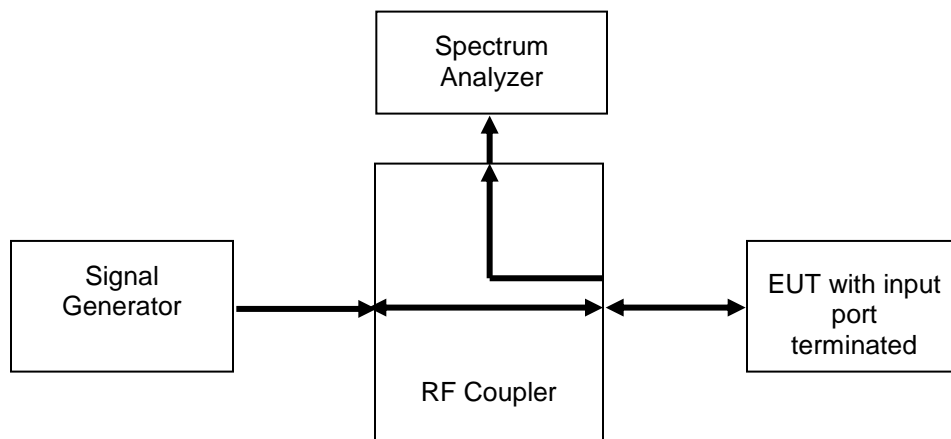 Spectrum
Analyzer
Signal
Generator
EUT with input
port
terminated
RF Coupler